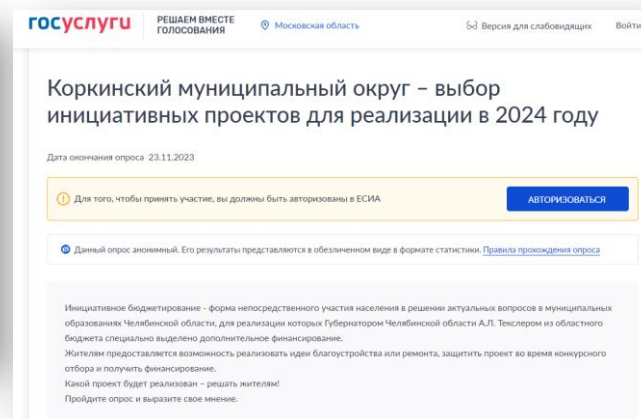 госуслуги
РЕШАЕМ ВМЕСТЕ
ГОЛОСОВАНИЯ
Московская область
Версия для слабовидящих
Войти
Коркинский муниципальный округ – выбор
инициативных проектов для реализации в 2024 году
Дата окончания опроса 23.11.2023
Для того, чтобы принять участие, вы должны быть авторизованы в ЕСИА
АВТОРИЗОВАТЬСЯ
Данный опрос анонимный. Его результаты представляются в обезличенном виде в формате статистики. Правила прохождения опроса
Инициативное бюджетирование - форма непосредственного участия населения в решении актуальных вопросов в муниципальных
образованиях Челябинской области, для реализации которых Губернатором Челябинской области А.Л. Текслером из областного
бюджета специально выделено дополнительное финансирование.
Жителям предоставляется возможность реализовать идеи благоустройства или ремонта, защитить проект во время конкурсного
отбора и получить финансирование.
Какой проект будет реализован – решать жителям!
Пройдите опрос и выразите свое мнение.